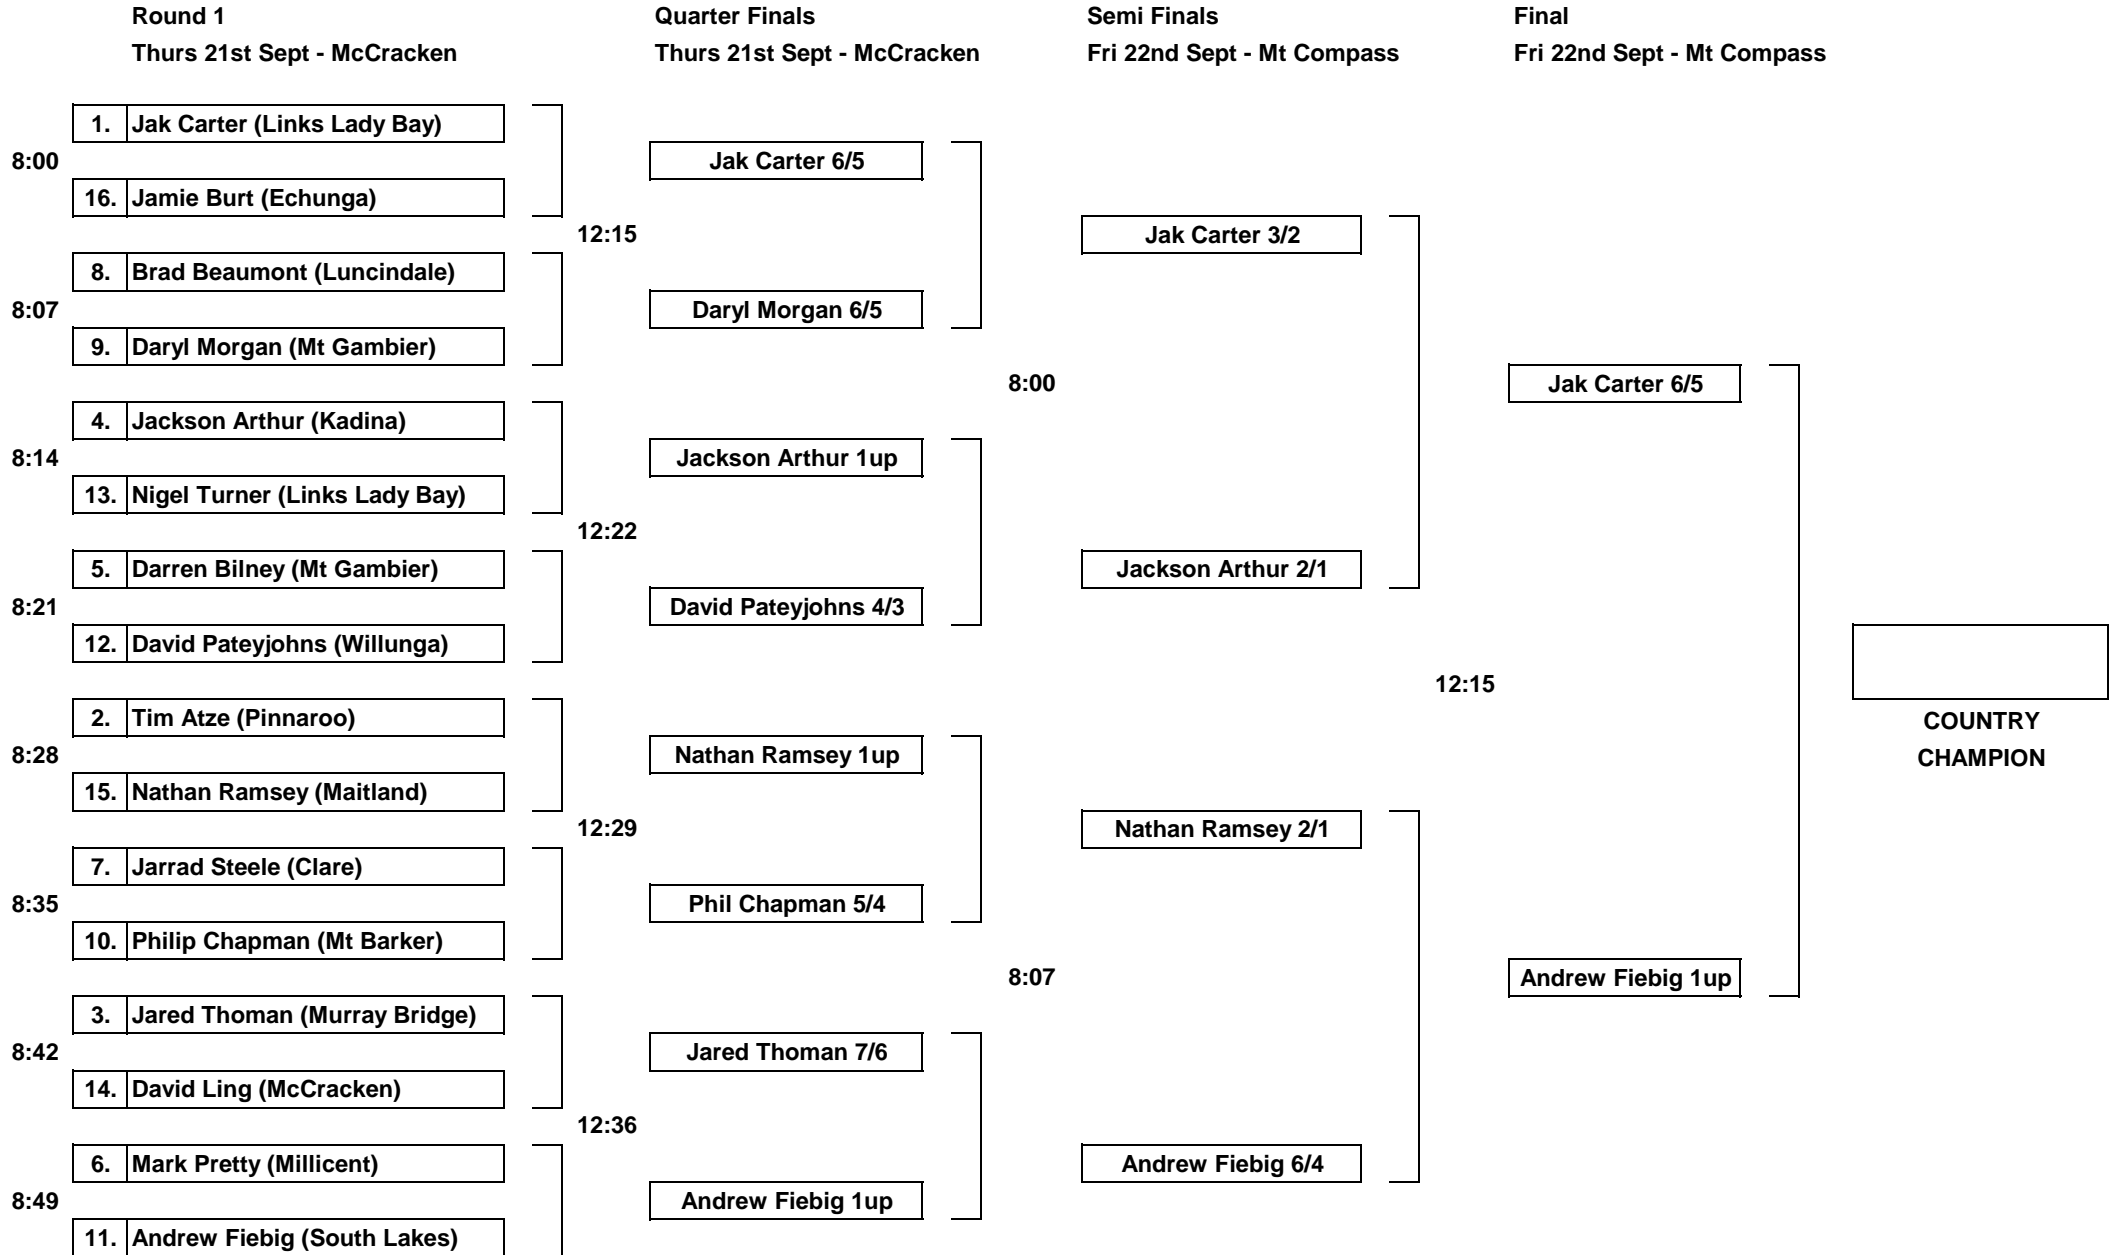 Round 1
Thurs 21st Sept - McCracken
Quarter Finals
Thurs 21st Sept - McCracken
Semi Finals
Fri 22nd Sept - Mt Compass
Final
Fri 22nd Sept - Mt Compass
1. Jak Carter (Links Lady Bay)
8:00
16. Jamie Burt (Echunga)
8. Brad Beaumont (Luncindale)
8:07
9. Daryl Morgan (Mt Gambier)
4. Jackson Arthur (Kadina)
8:14
13. Nigel Turner (Links Lady Bay)
5. Darren Bilney (Mt Gambier)
8:21
12. David Pateyjohns (Willunga)
2. Tim Atze (Pinnaroo)
8:28
15. Nathan Ramsey (Maitland)
7. Jarrad Steele (Clare)
8:35
10. Philip Chapman (Mt Barker)
3. Jared Thoman (Murray Bridge)
8:42
14. David Ling (McCracken)
6. Mark Pretty (Millicent)
8:49
11. Andrew Fiebig (South Lakes)
Jak Carter 6/5
12:15
Daryl Morgan 6/5
Jackson Arthur 1up
12:22
David Pateyjohns 4/3
Nathan Ramsey 1up
12:29
Phil Chapman 5/4
Jared Thoman 7/6
12:36
Andrew Fiebig 1up
Jak Carter 3/2
8:00
Jackson Arthur 2/1
Nathan Ramsey 2/1
8:07
Andrew Fiebig 6/4
Jak Carter 6/5
12:15
Andrew Fiebig 1up
COUNTRY
CHAMPION